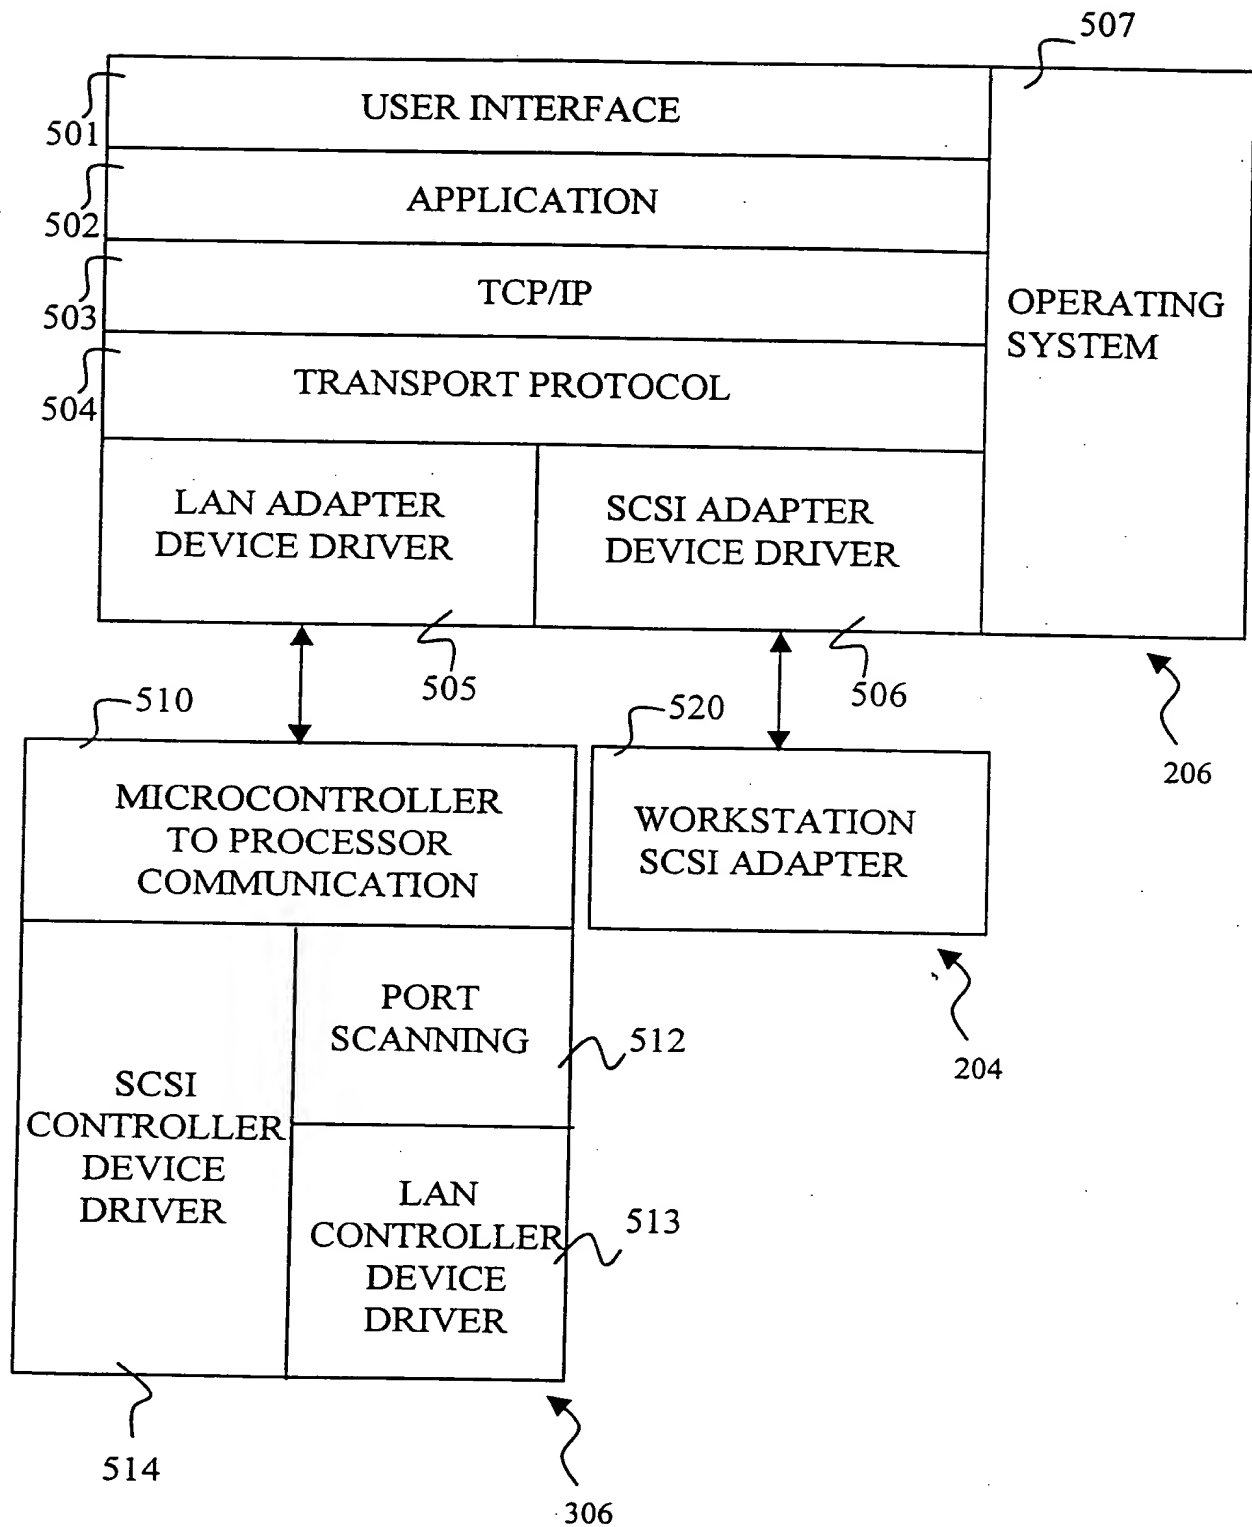 507
USER INTERFACE
501
APPLICATION
502
TCP/IP
503
OPERATING
SYSTEM
TRANSPORT PROTOCOL
504
LAN ADAPTER
DEVICE DRIVER
SCSI ADAPTER
DEVICE DRIVER
505
506
510
520
206
MICROCONTROLLER
TO PROCESSOR
COMMUNICATION
WORKSTATION
SCSI ADAPTER
PORT
SCANNING
512
204
SCSI
CONTROLLER
DEVICE
DRIVER
LAN
CONTROLLER
DEVICE
DRIVER
513
514
306